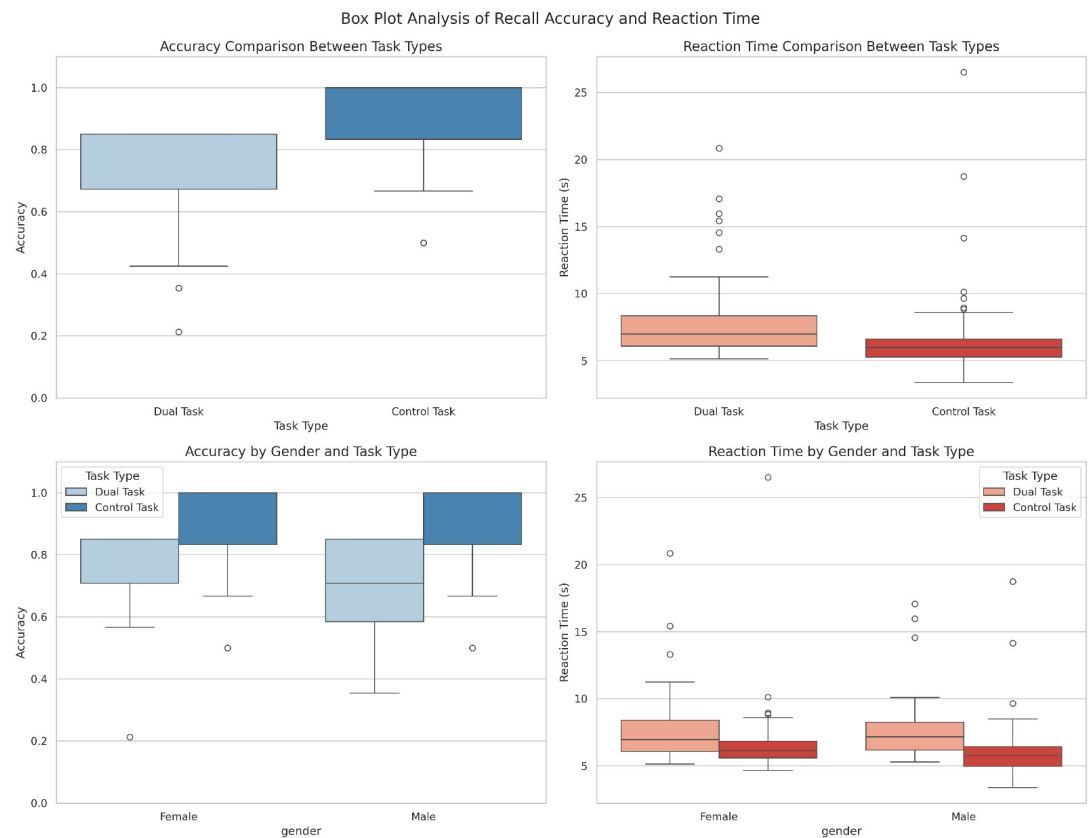 Box Plot Analysis of Recall Accuracy and Reaction Time
Accuracy Comparison Between Task Types
1.0
0.8
0.6
0.4
0.2
0.0
Accuracy
Dual Task
Control Task
Task Type
Reaction Time Comparison Between Task Types
25
20
15
10
5
Reaction Time (s)
Dual Task
Control Task
Task Type
Accuracy by Gender and Task Type
Task Type
Dual Task
Control Task
1.0
0.8
0.6
0.4
0.2
0.0
Accuracy
Female
Male
gender
Reaction Time by Gender and Task Type
Task Type
Dual Task
Control Task
25
20
15
10
5
Reaction Time (s)
Female
Male
gender